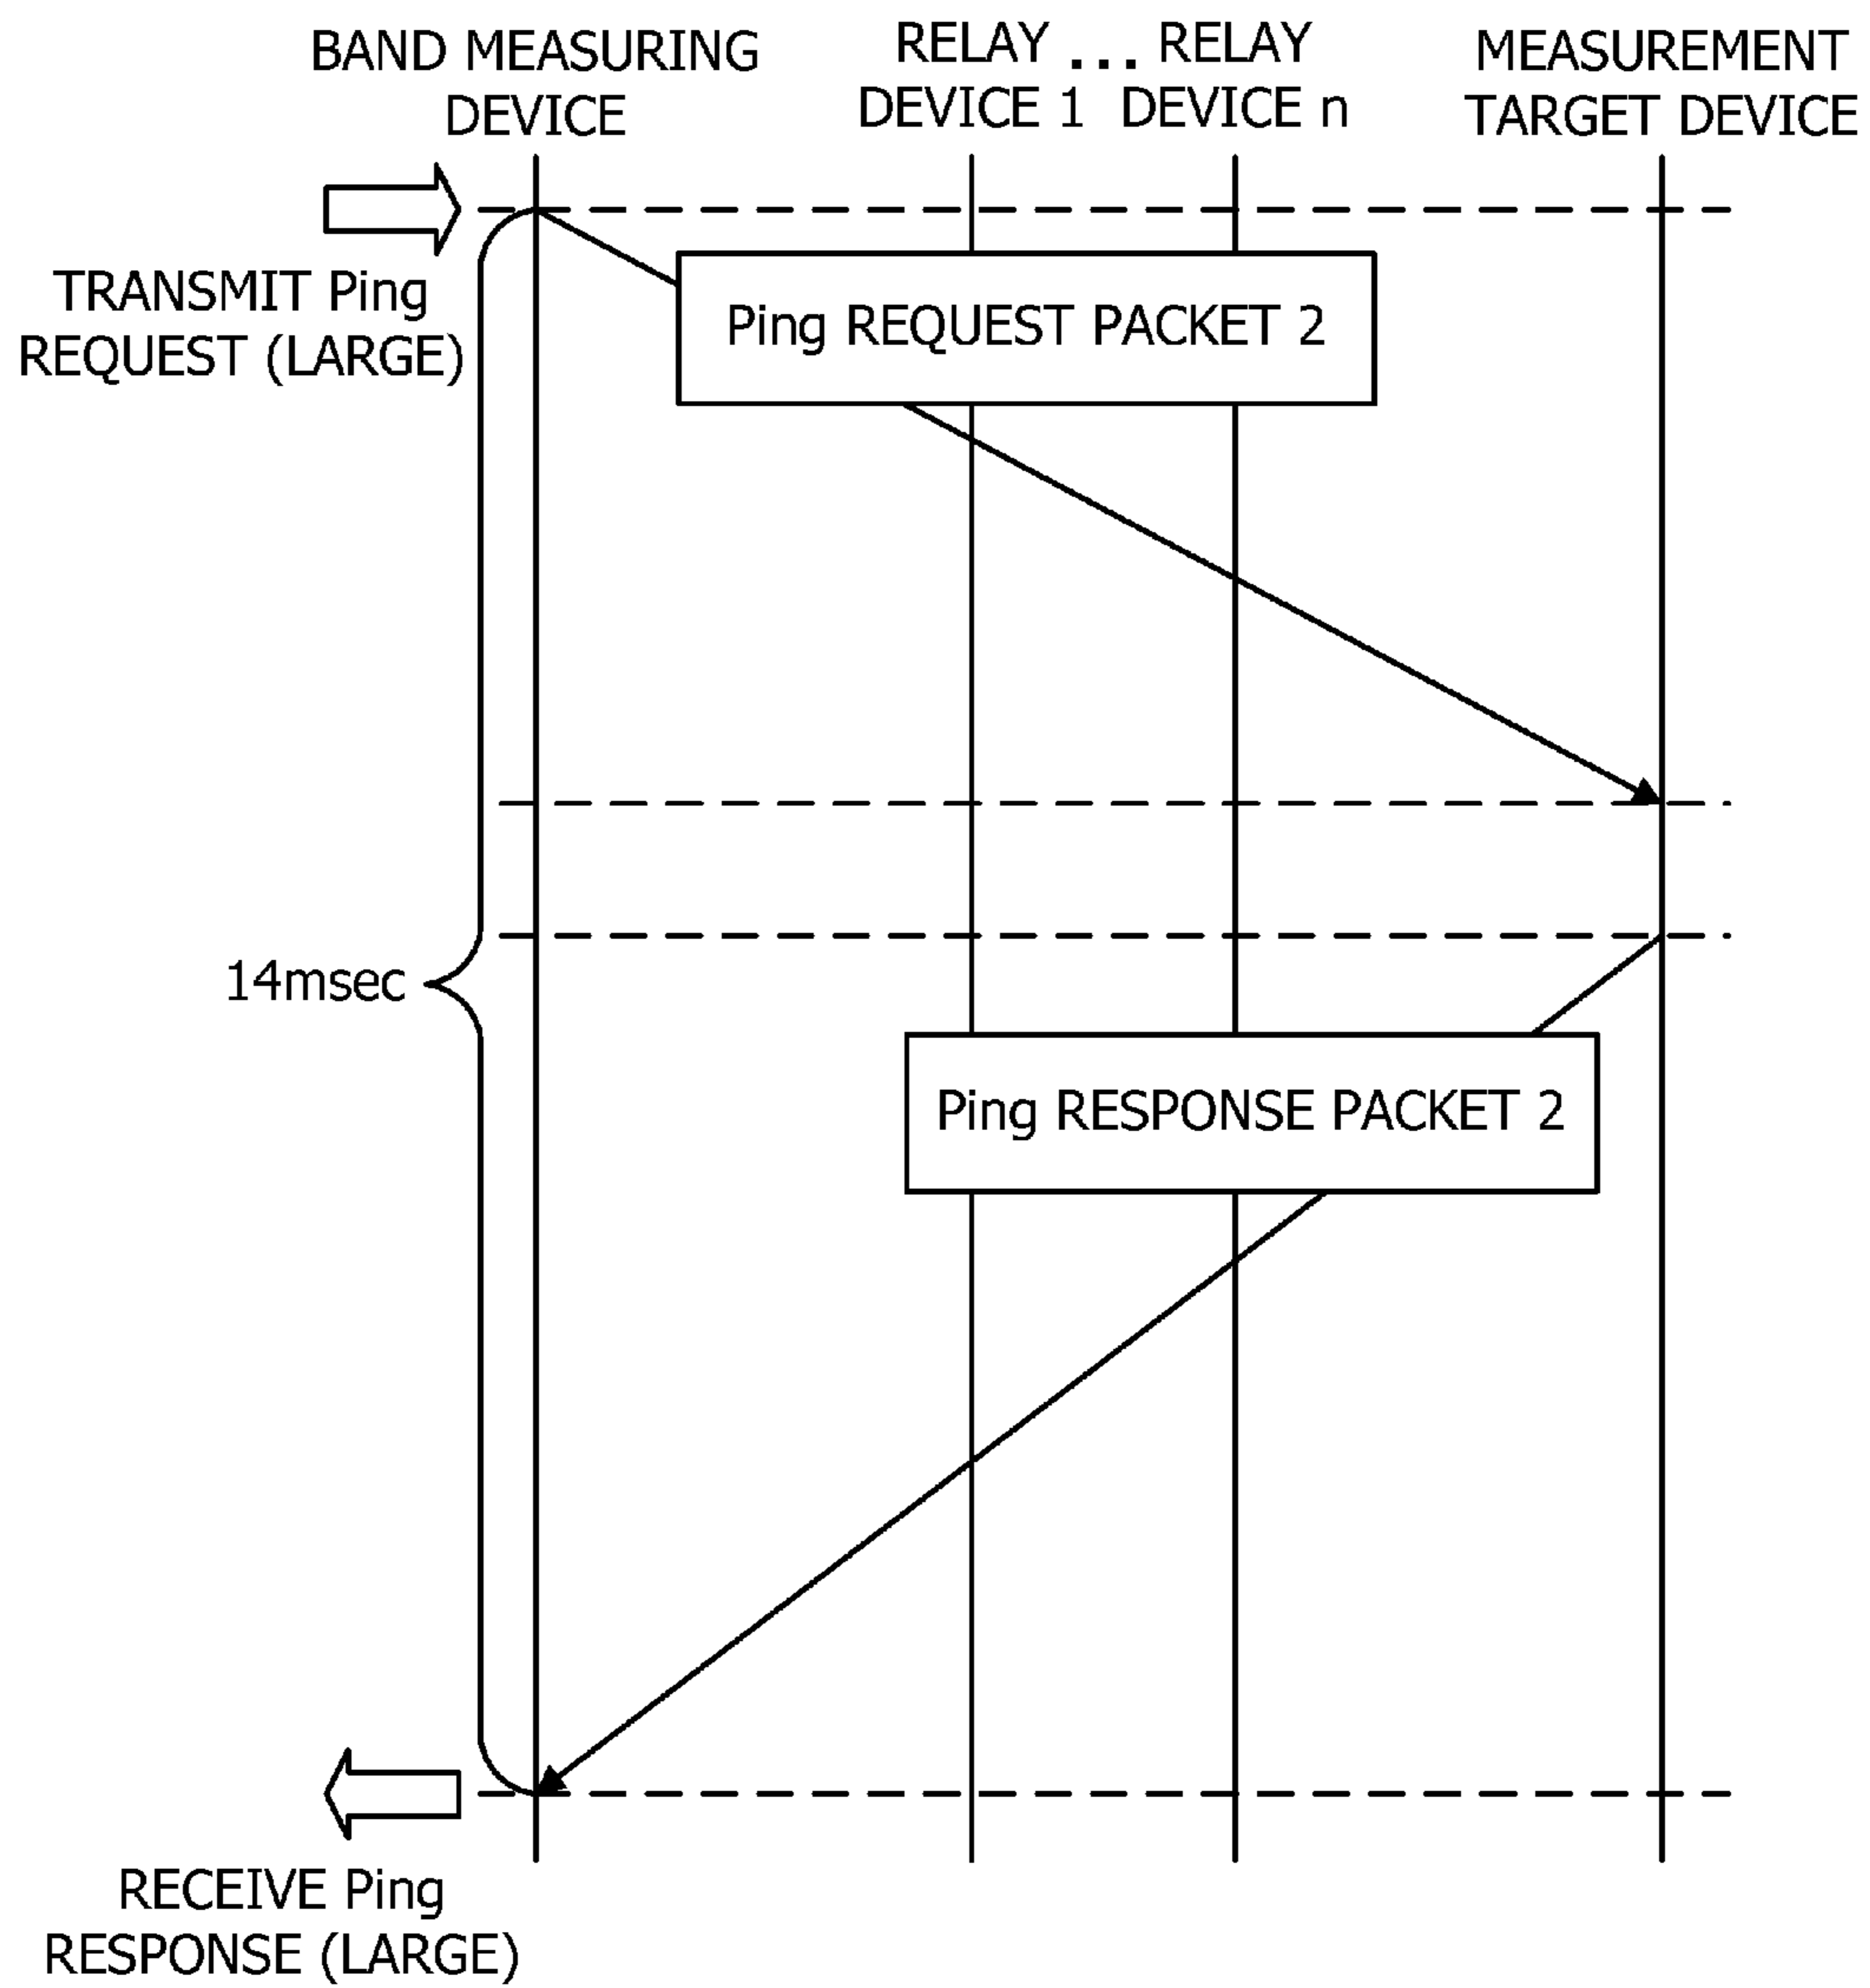 BAND MEASURING
DEVICE
RELAY ... RELAY
DEVICE 1 DEVICE n
MEASUREMENT
TARGET DEVICE
TRANSMIT Ping
REQUEST (LARGE)
Ping REQUEST PACKET 2
14msec
Ping RESPONSE PACKET 2
RECEIVE Ping
RESPONSE (LARGE)